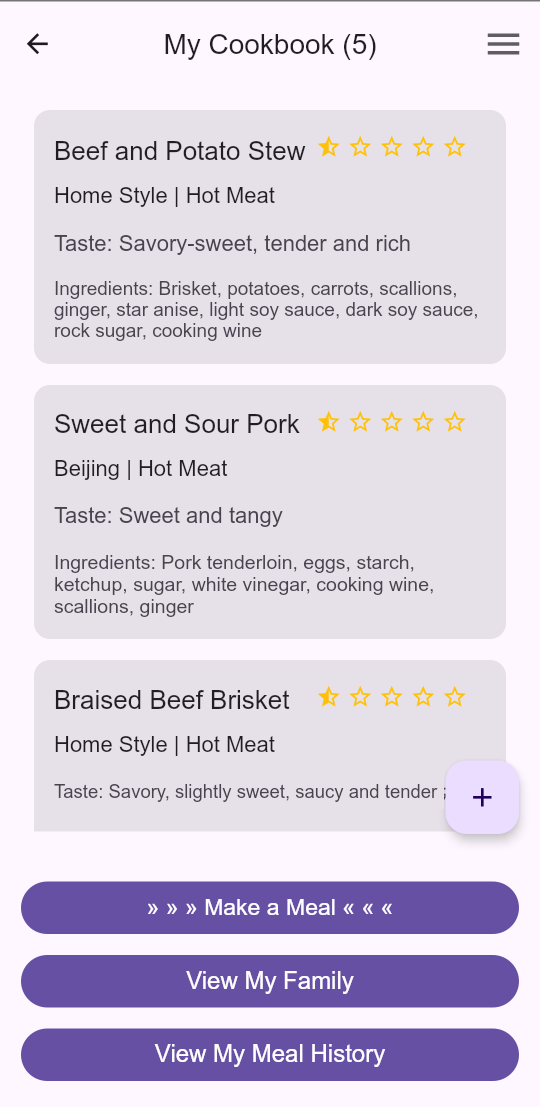 My Cookbook (5)
Beef and Potato Stew
Home Style | Hot Meat
Taste: Savory-sweet, tender and rich
Ingredients: Brisket, potatoes, carrots, scallions,
ginger, star anise, light soy sauce, dark soy sauce,
rock sugar, cooking wine
Sweet and Sour Pork
Beijing | Hot Meat
Taste: Sweet and tangy
Ingredients: Pork tenderloin, eggs, starch,
ketchup, sugar, white vinegar, cooking wine,
scallions, ginger
Braised Beef Brisket
Home Style | Hot Meat
Taste: Savory, slightly sweet, saucy and tender
+
» » » Make a Meal « « «
View My Family
View My Meal History